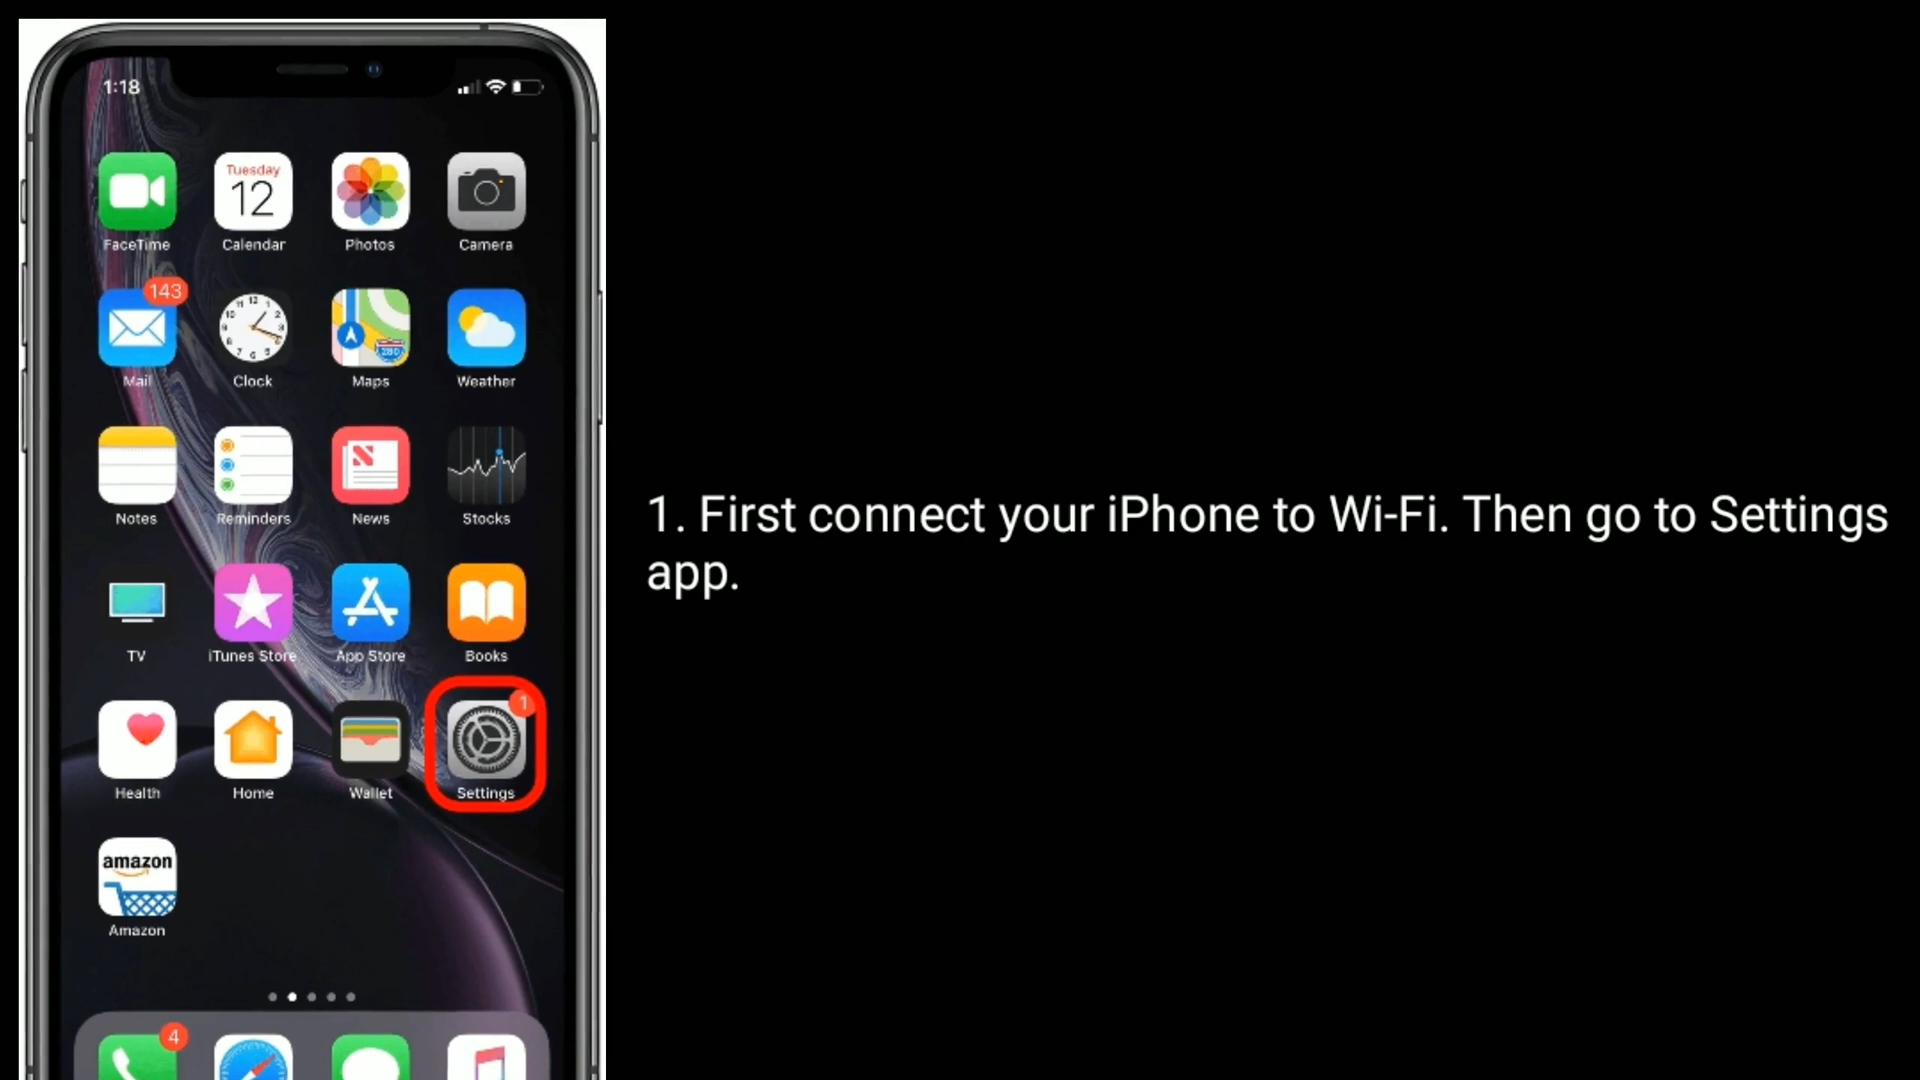 1:18
Tuesday
12
FaceTime
Calendar
Photos
Camera
143
280
Mail
Clock
Maps
Weather
Notes
Reminders
News
Stocks
TV
iTunes Store
App Store
Books
1
Health
Home
Wallet
Settings
amazon
Amazon
4
1. First connect your iPhone to Wi-Fi. Then go to Settings
app.